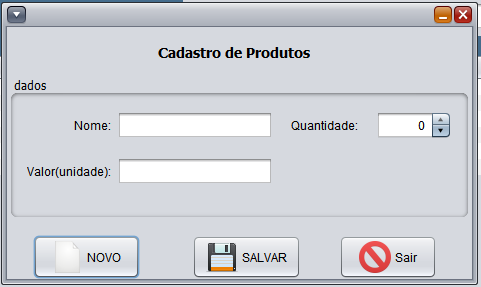 Cadastro de Produtos
dados
Nome: Quantidade: 0
Valor(unidade):
NOVO SALVAR Sair